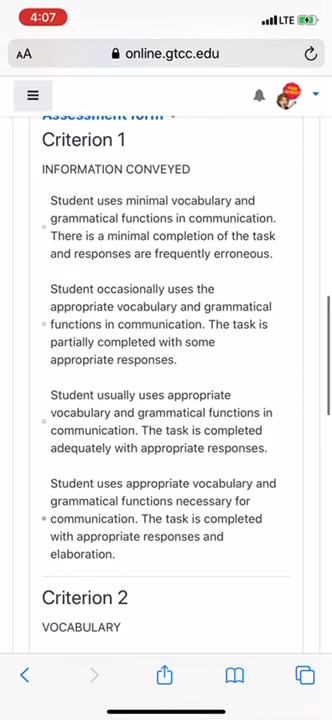 4:07
LTE
AA
online.gtcc.edu
Assessment form
Criterion 1
INFORMATION CONVEYED
Student uses minimal vocabulary and
grammatical functions in communication.
There is a minimal completion of the task
and responses are frequently erroneous.
Student occasionally uses the
appropriate vocabulary and grammatical
functions in communication. The task is
partially completed with some
appropriate responses.
Student usually uses appropriate
vocabulary and grammatical functions in
communication. The task is completed
adequately with appropriate responses.
Student uses appropriate vocabulary and
grammatical functions necessary for
communication. The task is completed
with appropriate responses and
elaboration.
Criterion 2
VOCABULARY